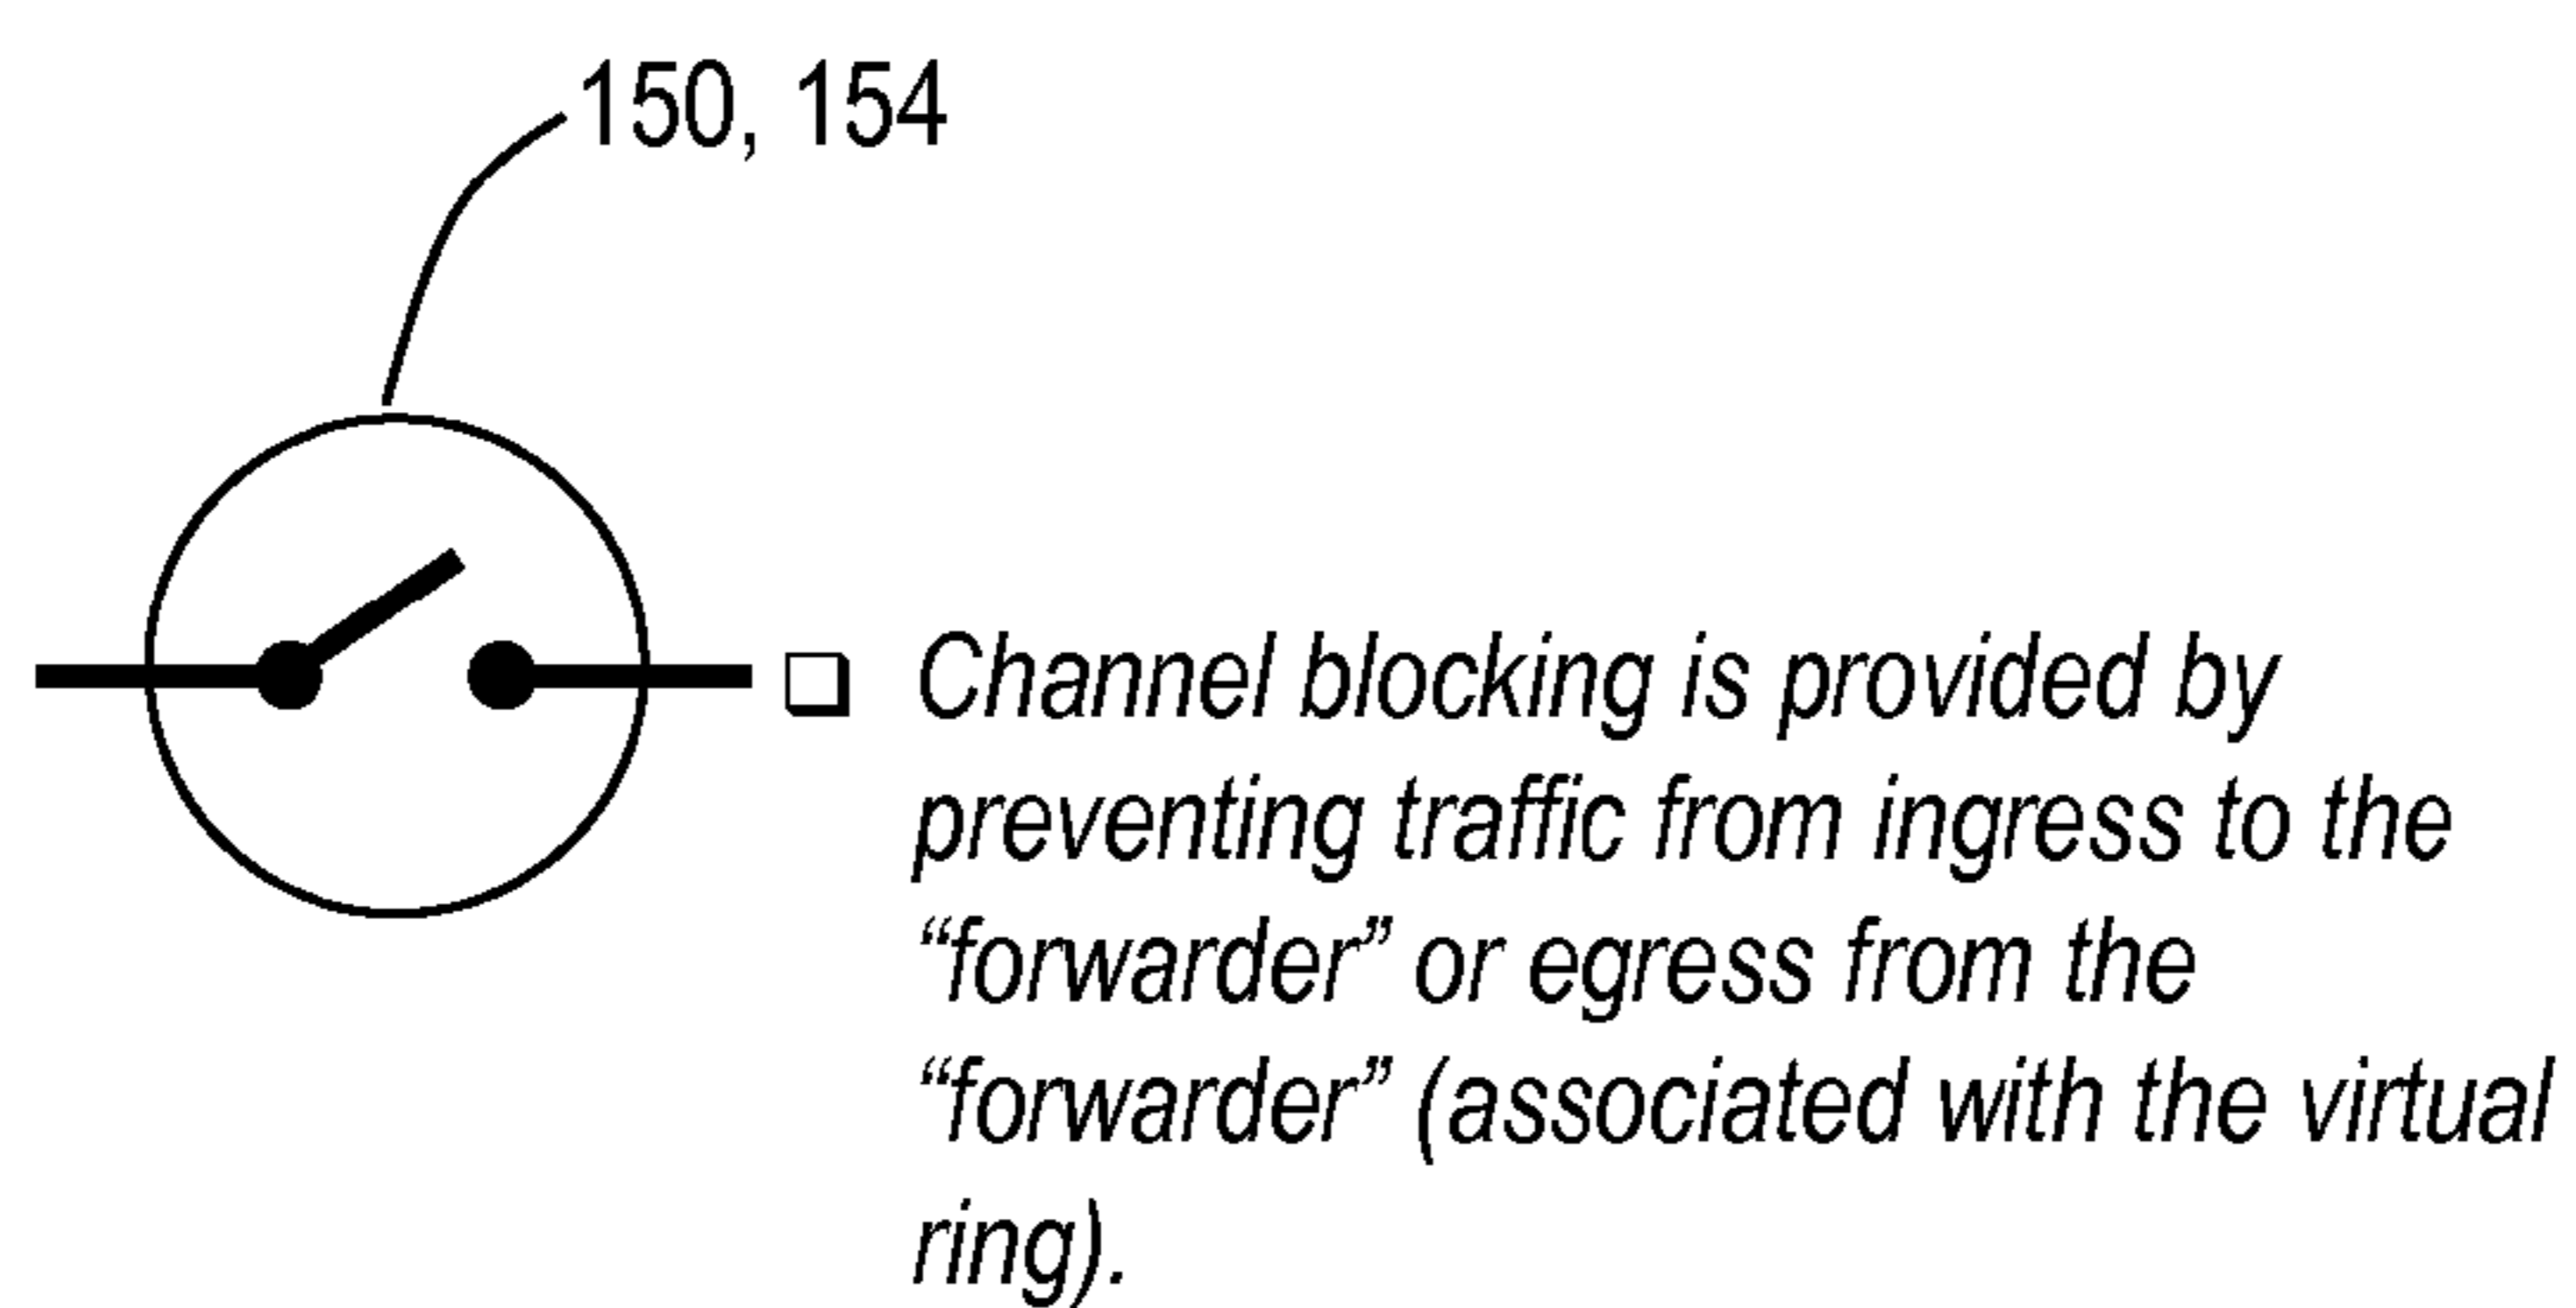 150, 154
❑ Channel blocking is provided by
preventing traffic from ingress to the
“forwarder” or egress from the
“forwarder” (associated with the virtual
ring).